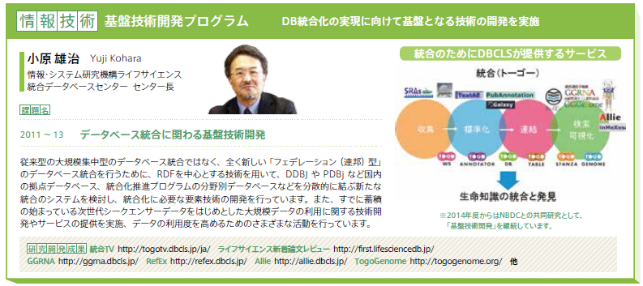 情報技術 基盤技術開発プログラム DB統合化の実現に向けて基盤となる技術の開発を実施
小原 雄治 Yuji Kohara
情報・システム研究機構ライフサイエンス
統合データベースセンター センター長
課題名
2011 ~ 13 データベース統合に関わる基盤技術開発
従来型の大規模集中型のデータベース統合ではなく、全く新しい「フェデレーション（連邦）型」
のデータベース統合を行うために、RDFを中心とする技術を用いて、DDBJ や PDBj など国内
の拠点データベース、統合化推進プログラムの分野別データベースなどを分散的に結ぶ新たな
統合のシステムを検討し、統合化に必要な要素技術の開発を行っています。また、すでに蓄積
の始まっている次世代シークエンサーデータをはじめとした大規模データの利用に関する技術開
発やサービスの提供を実施、データの利用度を高めるためのさまざまな活動を行っています。
統合のためにDBCLSが提供するサービス
統合（トーゴー）
SRAs
TextAE PubAnnotation
Galaxy
GGRNA
GGGenome
Allie
inMeXes
収集 標準化 連結 検索
可視化
TOGO WS TOGO ANNOTATOR TOGO DB TOGO TABLE TOGO STANZA TOGO GENOME
生命知識の統合と発見
※2014年度からはNBDCとの共同研究として、
「基盤技術開発」を継続しています。
研究開発成果 統合TV http://togotv.dbcls.jp/ja/ ライフサイエンス新着論文レビュー http://first.lifesciencedb.jp/
GGRNA http://ggrna.dbcls.jp/ RefEx http://refex.dbcls.jp/ Allie http://allie.dbcls.jp/ TogoGenome http://togogenome.org/ 他